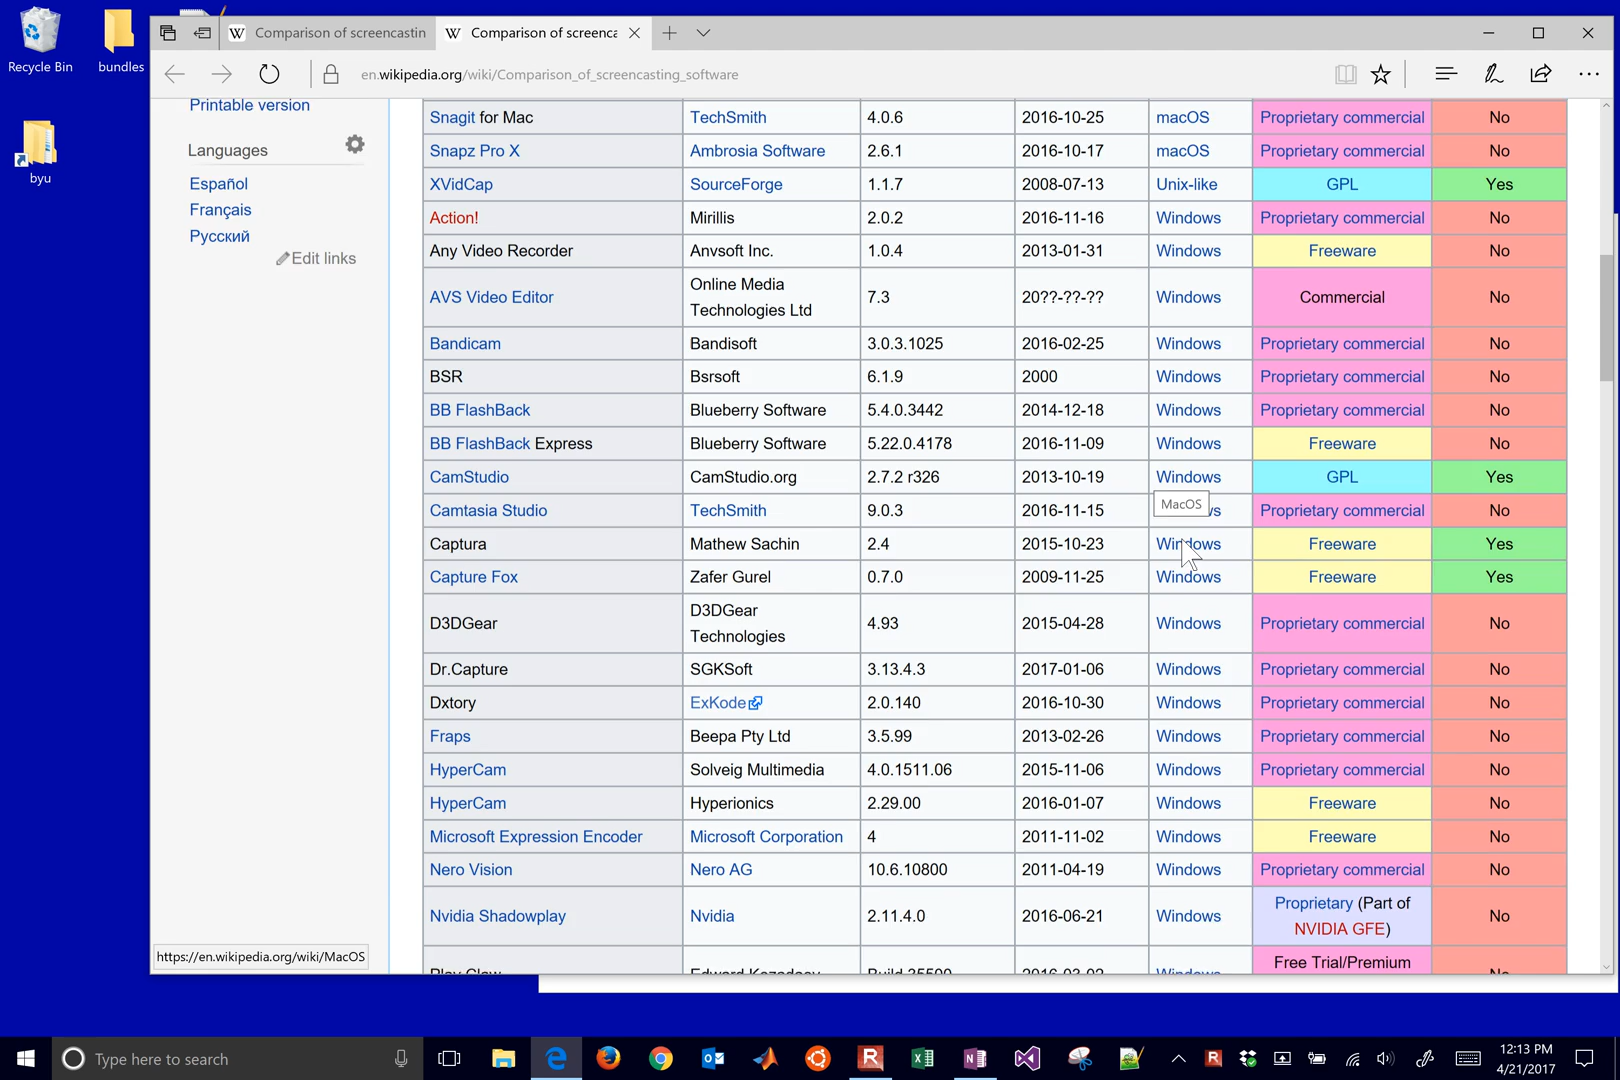 Recycle Bin
bundles
byu
Comparison of screencastin
Comparison of screenca
en.wikipedia.org/wiki/Comparison_of_screencasting_software
Printable version
Languages
Español
Français
Русский
Edit links
Snagit for Mac TechSmith 4.0.6 2016-10-25 macOS Proprietary commercial No
Snapz Pro X Ambrosia Software 2.6.1 2016-10-17 macOS Proprietary commercial No
XVidCap SourceForge 1.1.7 2008-07-13 Unix-like GPL Yes
Action! Mirillis 2.0.2 2016-11-16 Windows Proprietary commercial No
Any Video Recorder Anvsoft Inc. 1.0.4 2013-01-31 Windows Freeware No
AVS Video Editor Online Media Technologies Ltd 7.3 20??-??-?? Windows Commercial No
Bandicam Bandisoft 3.0.3.1025 2016-02-25 Windows Proprietary commercial No
BSR Bsrsoft 6.1.9 2000 Windows Proprietary commercial No
BB FlashBack Blueberry Software 5.4.0.3442 2014-12-18 Windows Proprietary commercial No
BB FlashBack Express Blueberry Software 5.22.0.4178 2016-11-09 Windows Freeware No
CamStudio CamStudio.org 2.7.2 r326 2013-10-19 Windows GPL Yes
Camtasia Studio TechSmith 9.0.3 2016-11-15 MacOS Proprietary commercial No
Captura Mathew Sachin 2.4 2015-10-23 Windows Freeware Yes
Capture Fox Zafer Gurel 0.7.0 2009-11-25 Windows Freeware Yes
D3DGear D3DGear Technologies 4.93 2015-04-28 Windows Proprietary commercial No
Dr.Capture SGKSoft 3.13.4.3 2017-01-06 Windows Proprietary commercial No
Dxtory ExKode 2.0.140 2016-10-30 Windows Proprietary commercial No
Fraps Beepa Pty Ltd 3.5.99 2013-02-26 Windows Proprietary commercial No
HyperCam Solveig Multimedia 4.0.1511.06 2015-11-06 Windows Proprietary commercial No
HyperCam Hyperionics 2.29.00 2016-01-07 Windows Freeware No
Microsoft Expression Encoder Microsoft Corporation 4 2011-11-02 Windows Freeware No
Nero Vision Nero AG 10.6.10800 2011-04-19 Windows Proprietary commercial No
Nvidia Shadowplay Nvidia 2.11.4.0 2016-06-21 Windows Proprietary (Part of NVIDIA GFE) No
Free Trial/Premium
https://en.wikipedia.org/wiki/MacOS
Type here to search
12:13 PM
4/21/2017